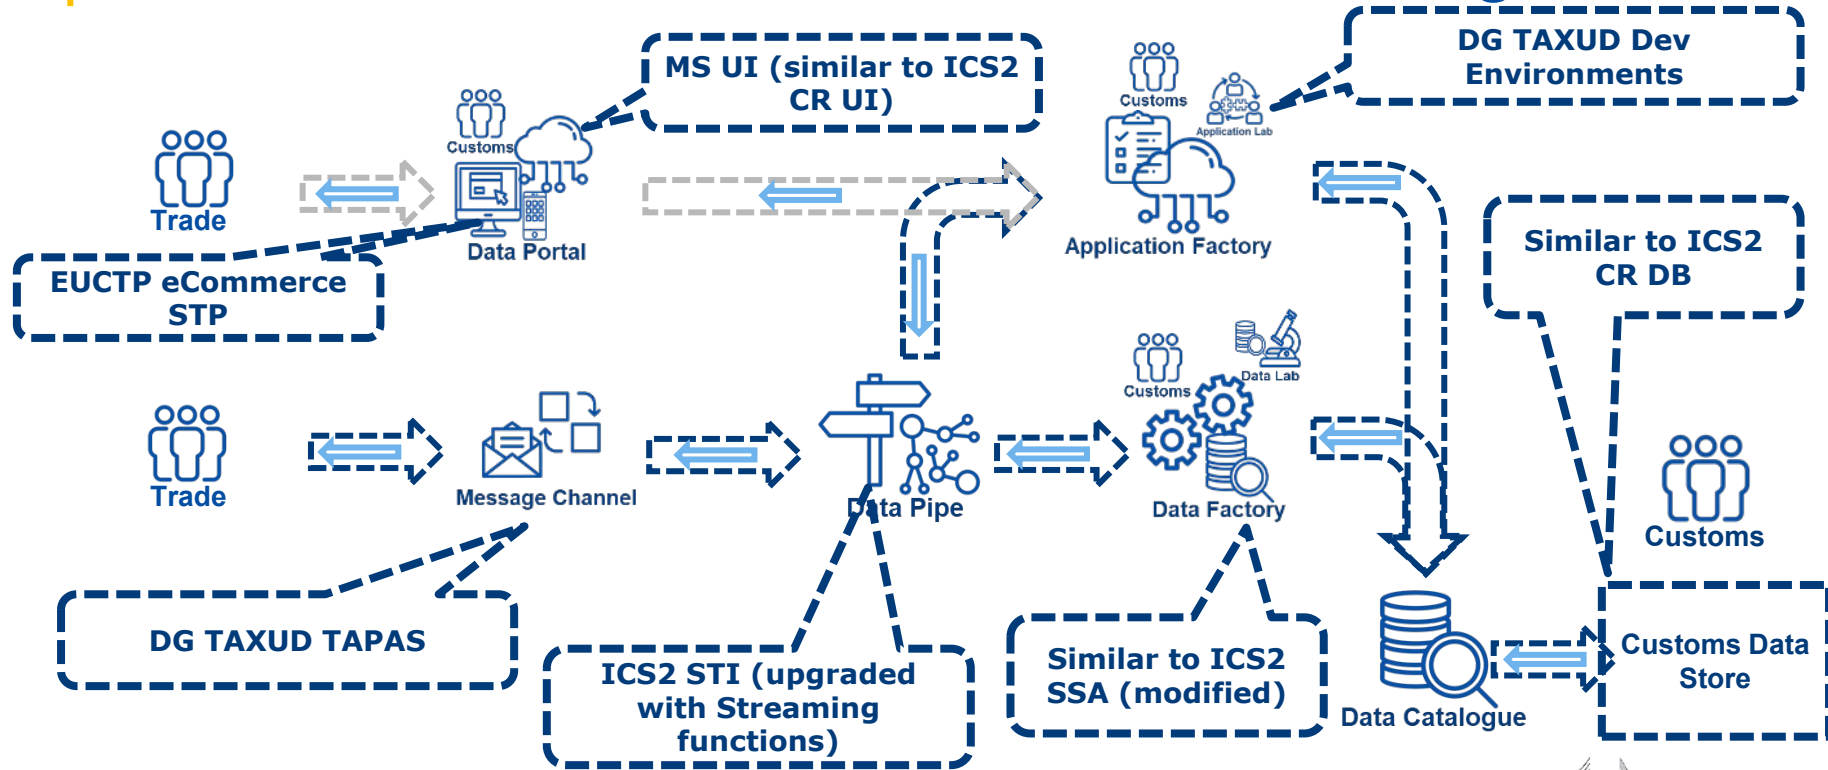 DG TAXUD Dev
Environments
MS UI (similar to ICS2
CR UI)
Customs
Customs
Application Lab
Trade
Data Portal
Application Factory
EUCTP eCommerce
STP
Similar to ICS2
CR DB
Customs
Data Lab
Trade
Message Channel
Data Pipe
Data Factory
Customs
DG TAXUD TAPAS
ICS2 STI (upgraded
with Streaming
functions)
Similar to ICS2
SSA (modified)
Data Catalogue
Customs Data
Store